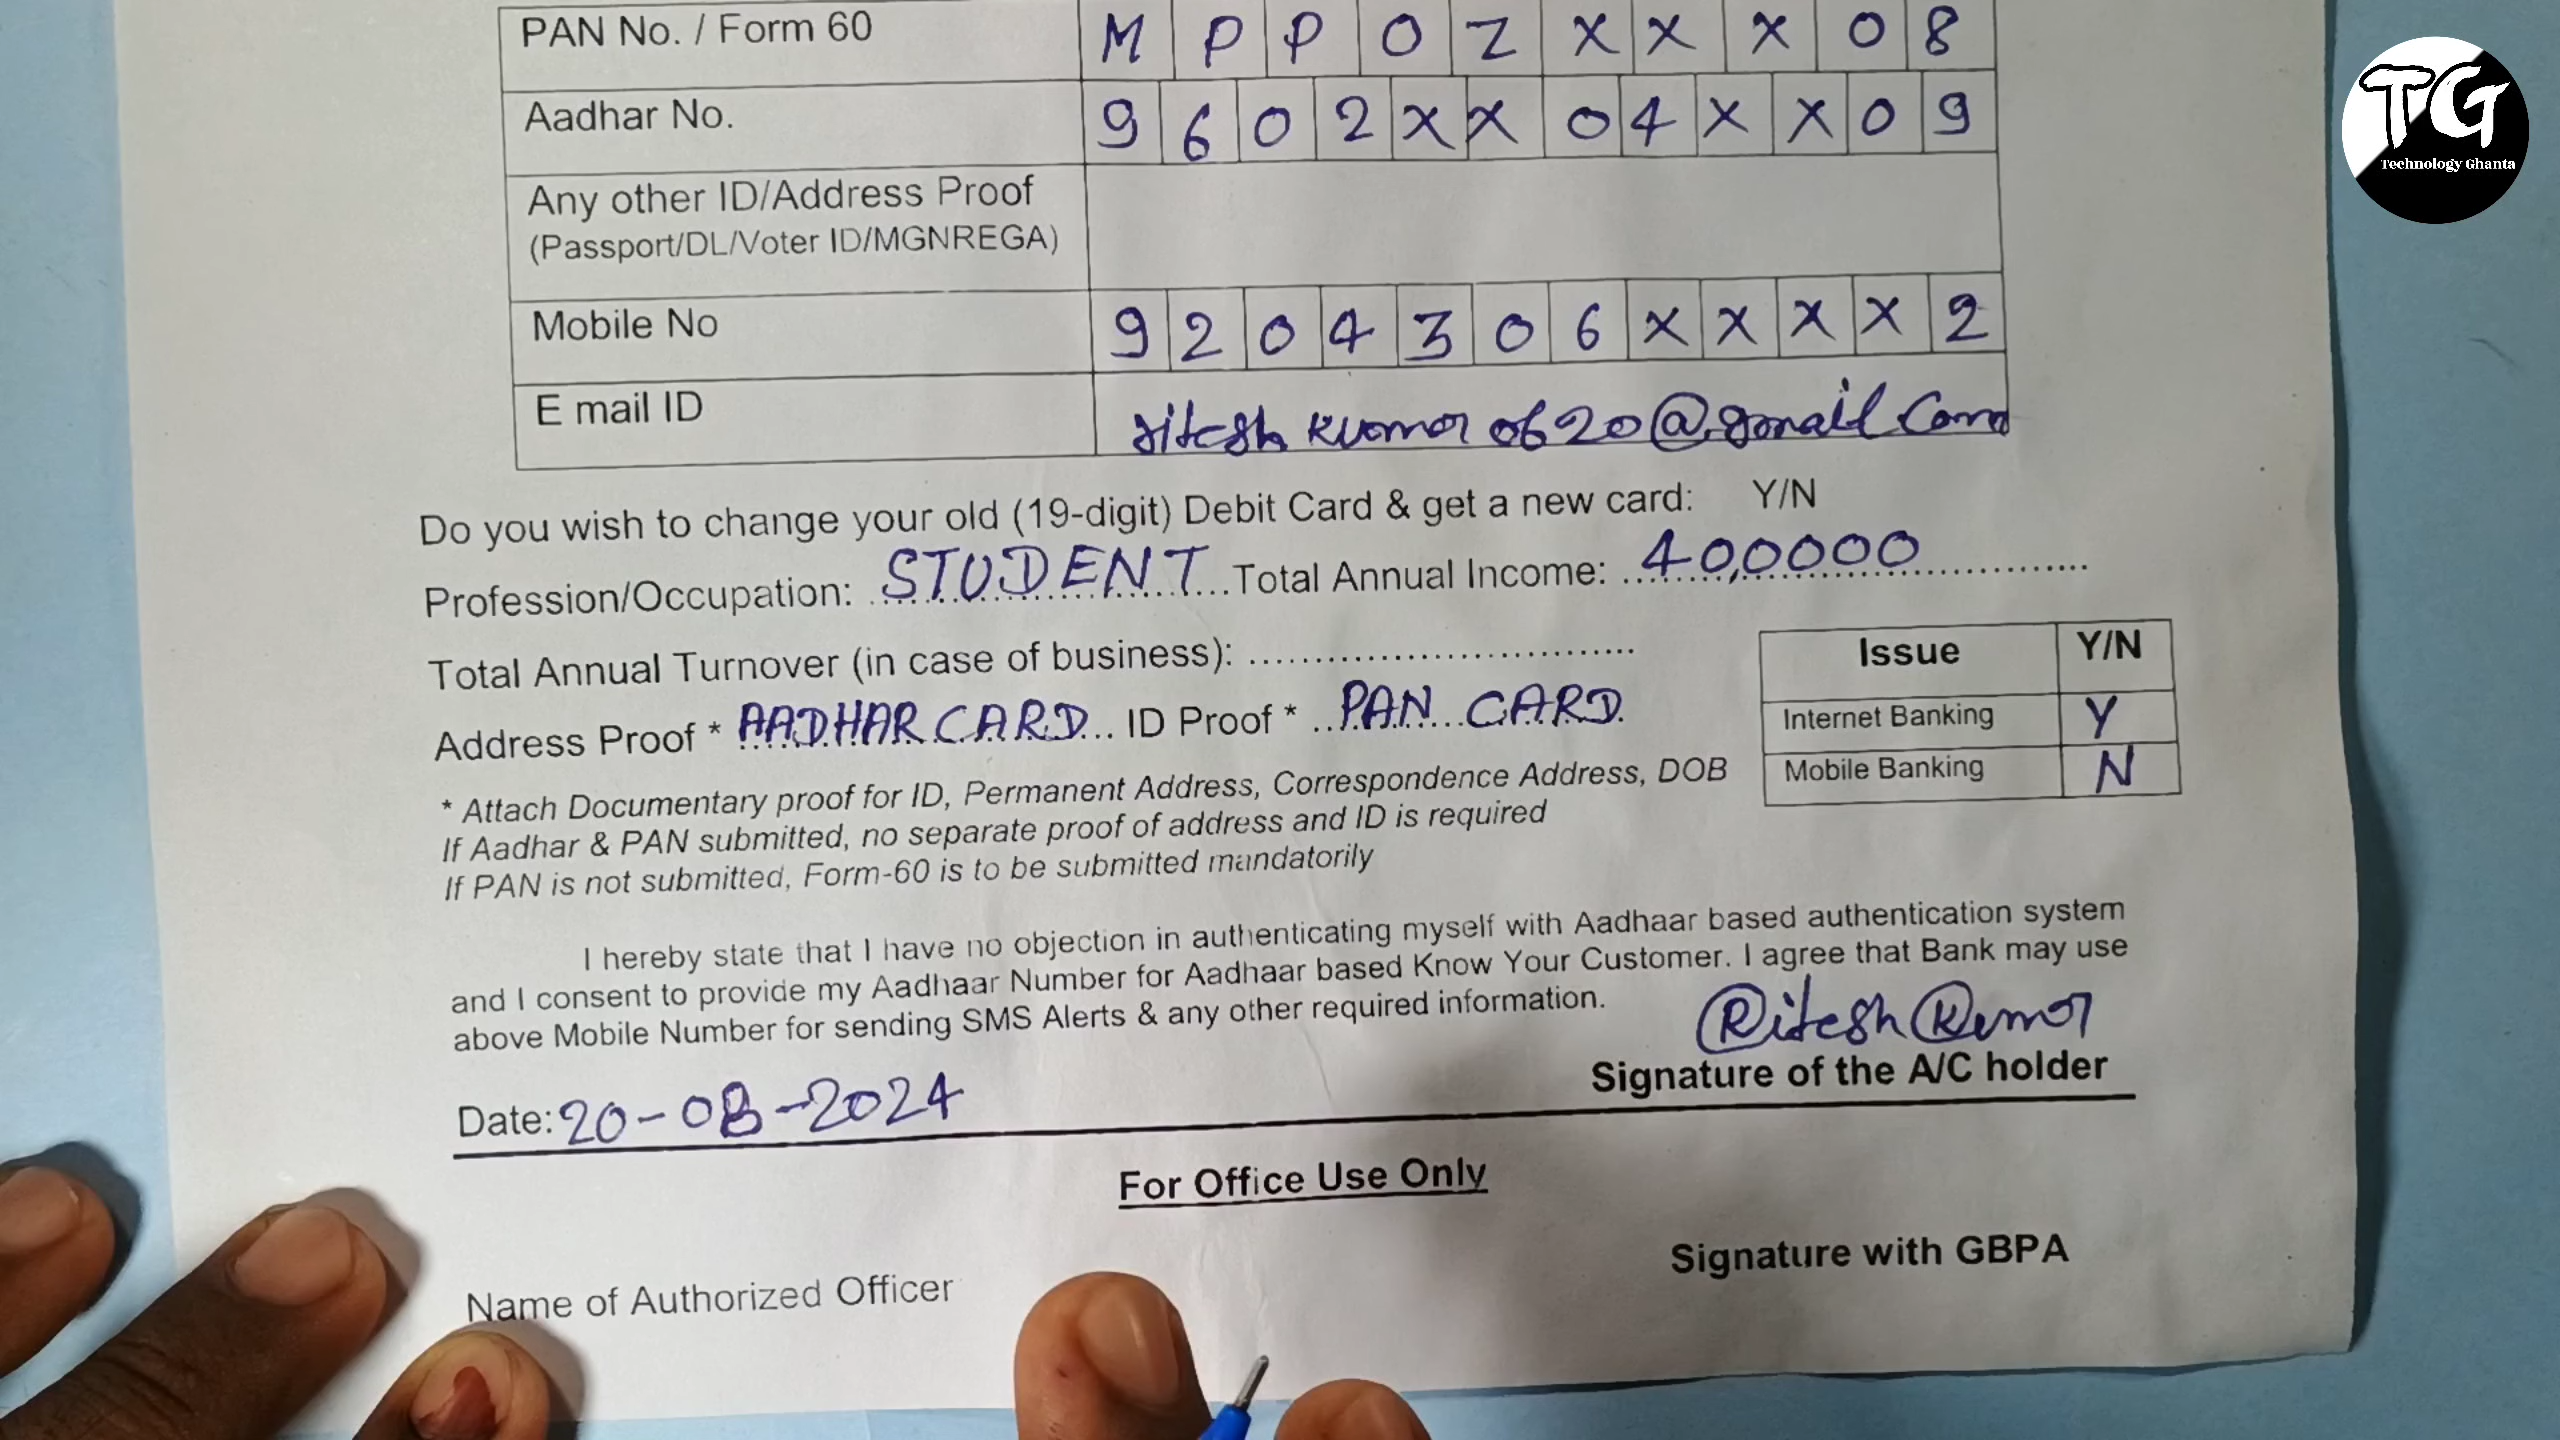 PAN No. / Form 60 M P P O Z X X X 0 8
TG
Technology Ghanta
Aadhar No. 9 6 0 2 X X 0 4 X X 0 9
Any other ID/Address Proof
(Passport/DL/Voter ID/MGNREGA)
Mobile No 9 2 0 4 3 0 6 X X X X 2
E mail ID ritesh kumar 0620@gmail.com
Do you wish to change your old (19-digit) Debit Card & get a new card: Y/N
Profession/Occupation: STUDENT Total Annual Income: 40,0000
Total Annual Turnover (in case of business):
Issue Y/N
Internet Banking Y
Mobile Banking N
Address Proof * AADHAR CARD ID Proof * PAN CARD
* Attach Documentary proof for ID, Permanent Address, Correspondence Address, DOB
If Aadhar & PAN submitted, no separate proof of address and ID is required
If PAN is not submitted, Form-60 is to be submitted mandatorily
I hereby state that I have no objection in authenticating myself with Aadhaar based authentication system
and I consent to provide my Aadhaar Number for Aadhaar based Know Your Customer. I agree that Bank may use
above Mobile Number for sending SMS Alerts & any other required information.
Ritesh Kumar
Signature of the A/C holder
Date: 20-08-2024
For Office Use Only
Signature with GBPA
Name of Authorized Officer